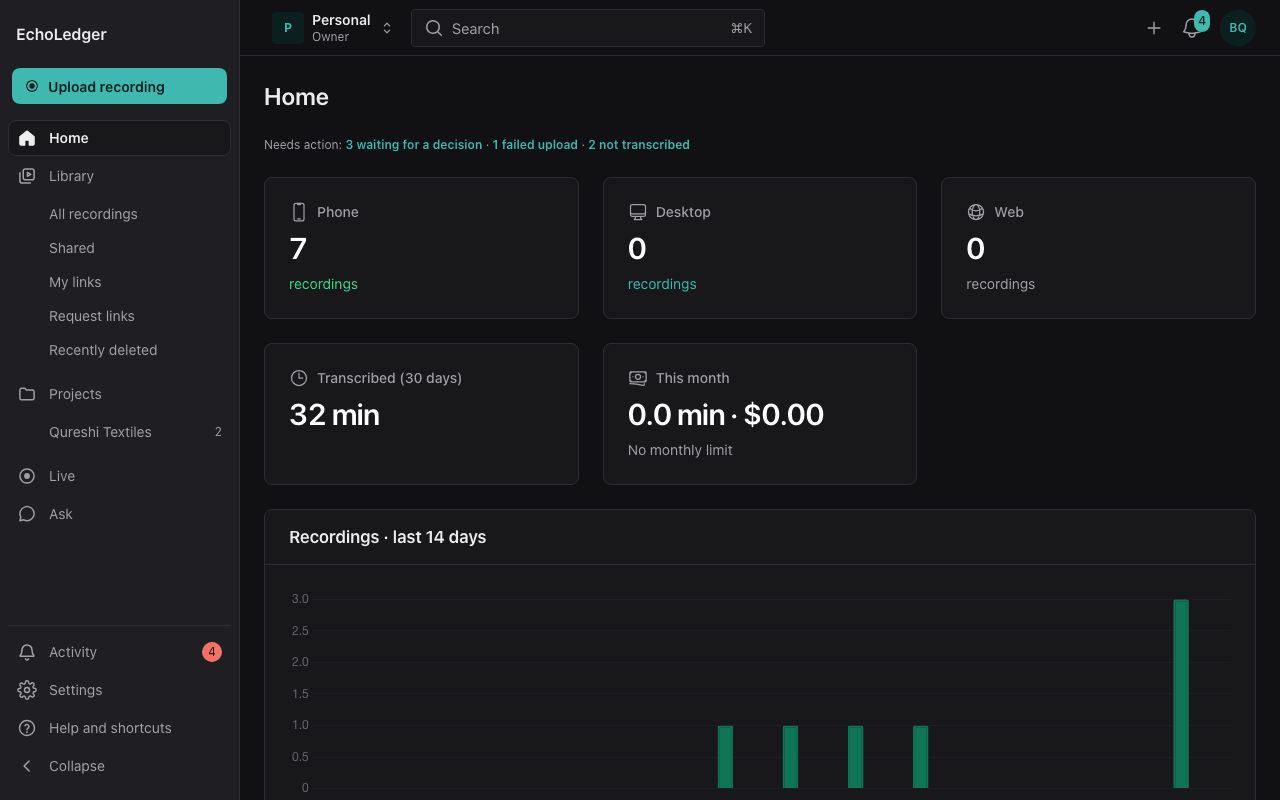 EchoLedger
Upload recording
Home
Library
All recordings
Shared
My links
Request links
Recently deleted
Projects
Qureshi Textiles 2
Live
Ask
Activity 4
Settings
Help and shortcuts
Collapse
P Personal
Owner
Search ⌘K
4
BQ
Home
Needs action: 3 waiting for a decision · 1 failed upload · 2 not transcribed
Phone
7
recordings
Desktop
0
recordings
Web
0
recordings
Transcribed (30 days)
32 min
This month
0.0 min · $0.00
No monthly limit
Recordings · last 14 days
3.0
2.5
2.0
1.5
1.0
0.5
0